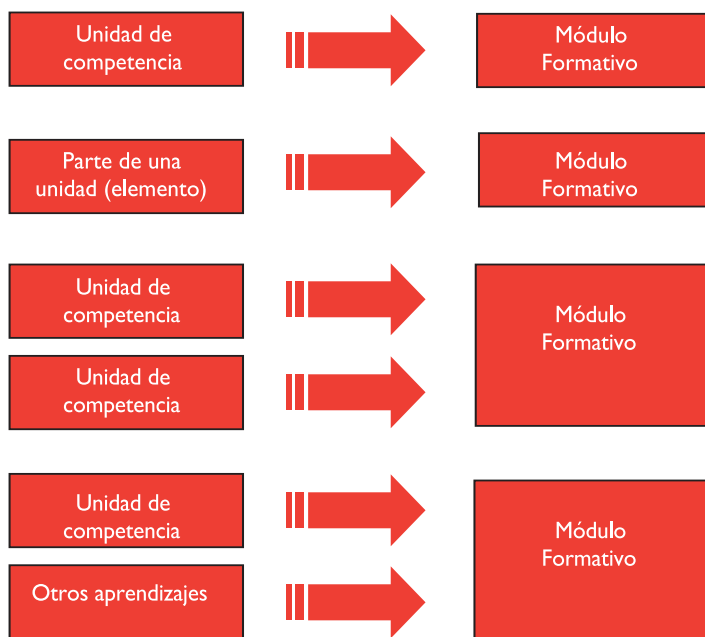 Unidad de
competencia
Módulo
Formativo
Parte de una
unidad (elemento)
Módulo
Formativo
Unidad de
competencia
Unidad de
competencia
Módulo
Formativo
Unidad de
competencia
Otros aprendizajes
Módulo
Formativo